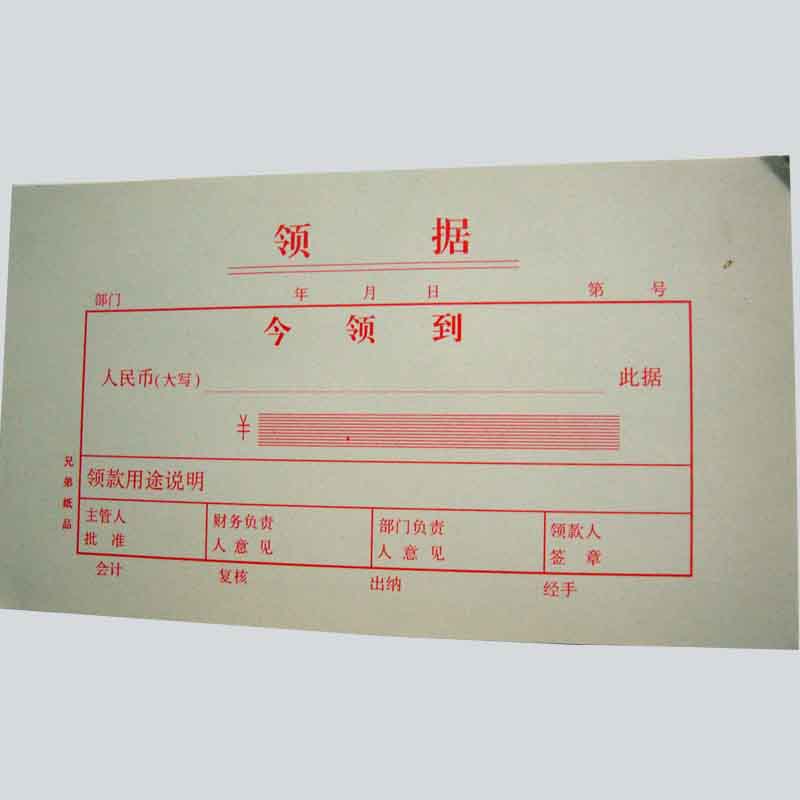 领 据
部门 年 月 日 第 号
今 领 到
人民币(大写) 此据
¥
领款用途说明
主管人
批 准
财务负责
人 意 见
部门负责
人 意 见
领款人
签 章
会计 复核 出纳 经手
兄弟纸品